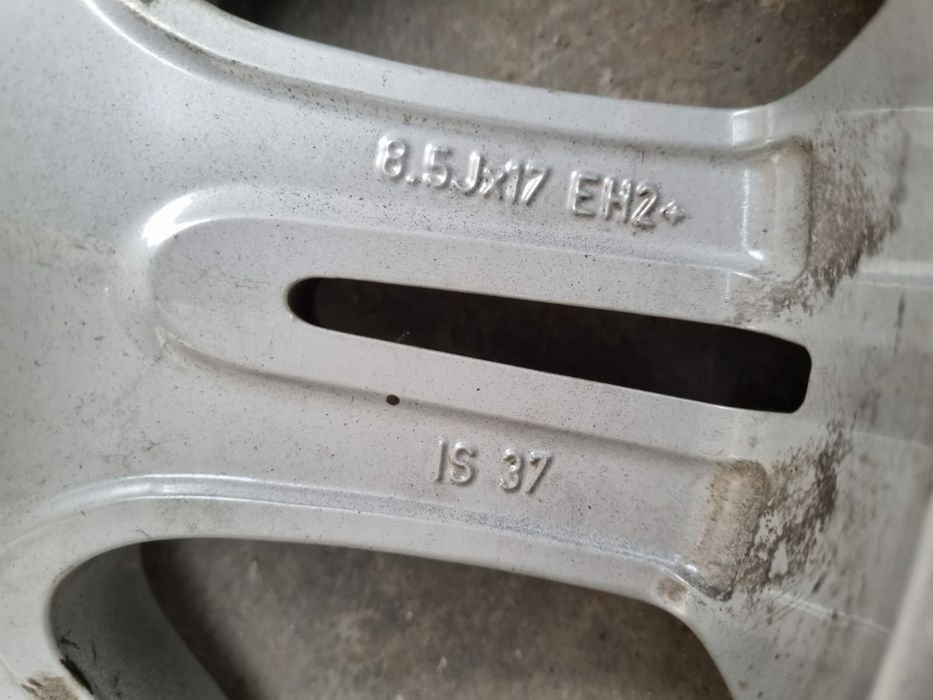 8.5Jx17 EH2+
IS 37